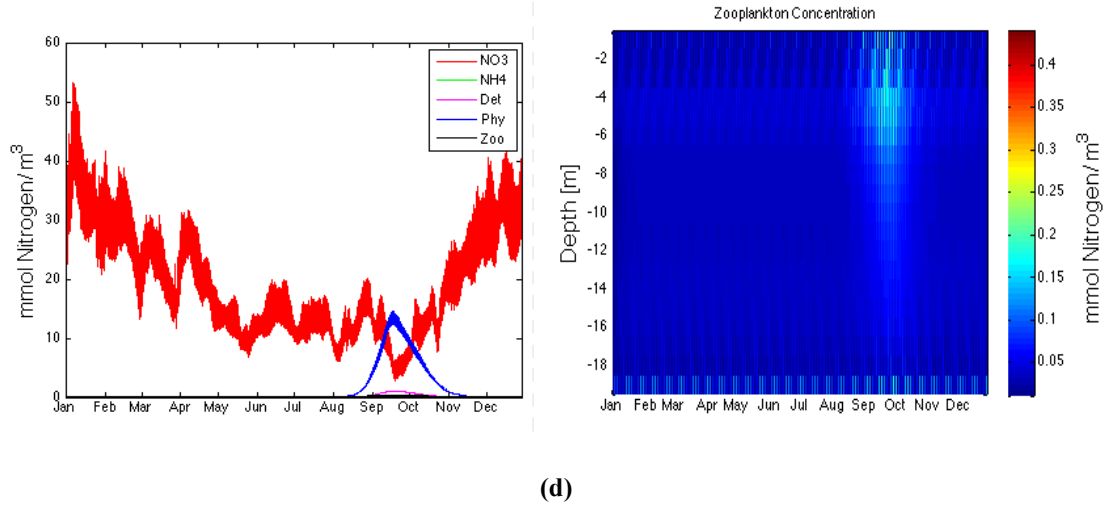 60
50
40
30
20
10
0
mmol Nitrogen/ m³
Jan Feb Mar Apr May Jun Jul Aug Sep Oct Nov Dec
NO3
NH4
Det
Phy
Zoo
Zooplankton Concentration
-2
-4
-6
-8
-10
-12
-14
-16
-18
Depth [m]
Jan Feb Mar Apr May Jun Jul Aug Sep Oct Nov Dec
0.4
0.35
0.3
0.25
0.2
0.15
0.1
0.05
mmol Nitrogen/ m³
(d)